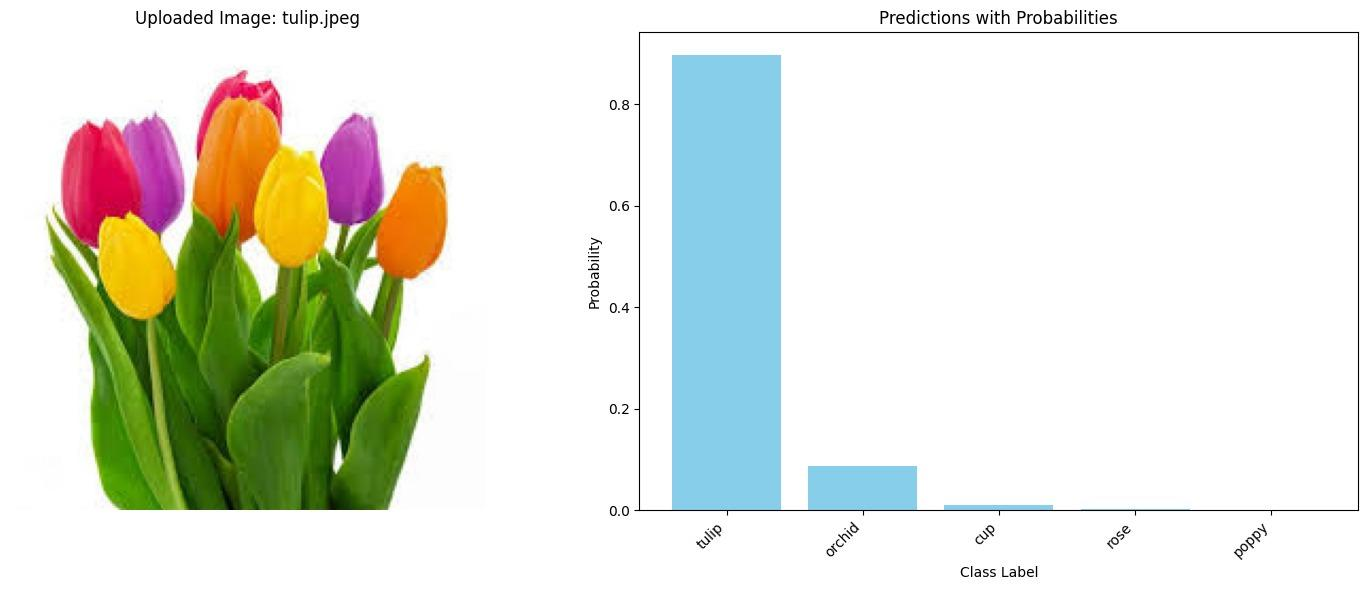 Uploaded Image: tulip.jpeg
Predictions with Probabilities
Probability
0.8
0.6
0.4
0.2
0.0
tulip
orchid
cup
rose
poppy
Class Label